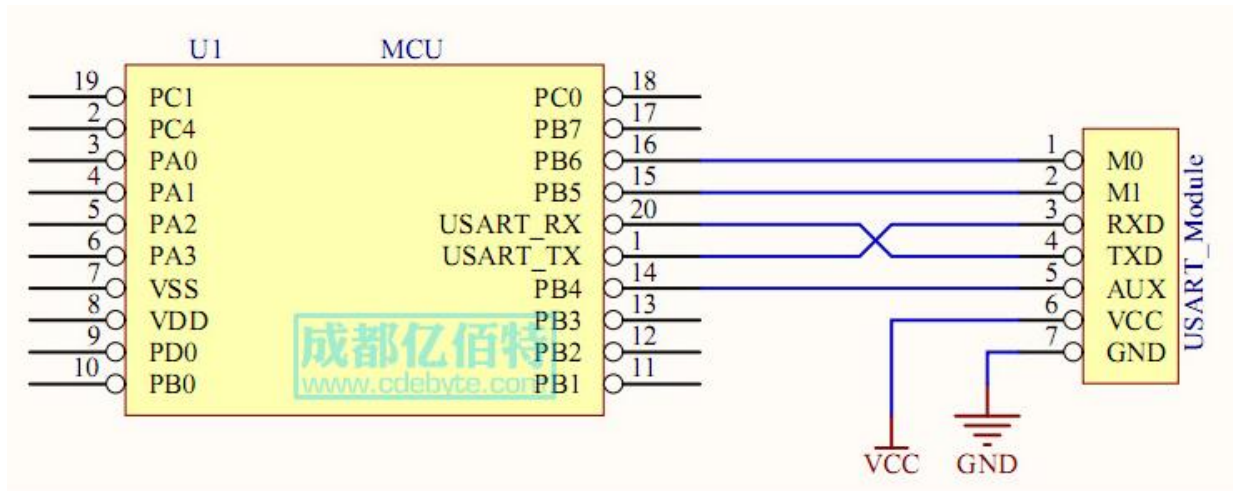 U1 MCU
19 PC1 PC0 18
2 PC4 PB7 17
3 PA0 PB6 16 1 M0
4 PA1 PB5 15 2 M1
5 PA2 USART_RX 20 3 RXD
6 PA3 USART_TX 1 4 TXD
7 VSS PB4 14 5 AUX
8 VDD PB3 13 6 VCC
9 PD0 PB2 12 7 GND
10 PB0 PB1 11
USART_Module
成都亿佰特
www.cdebyte.com
VCC GND